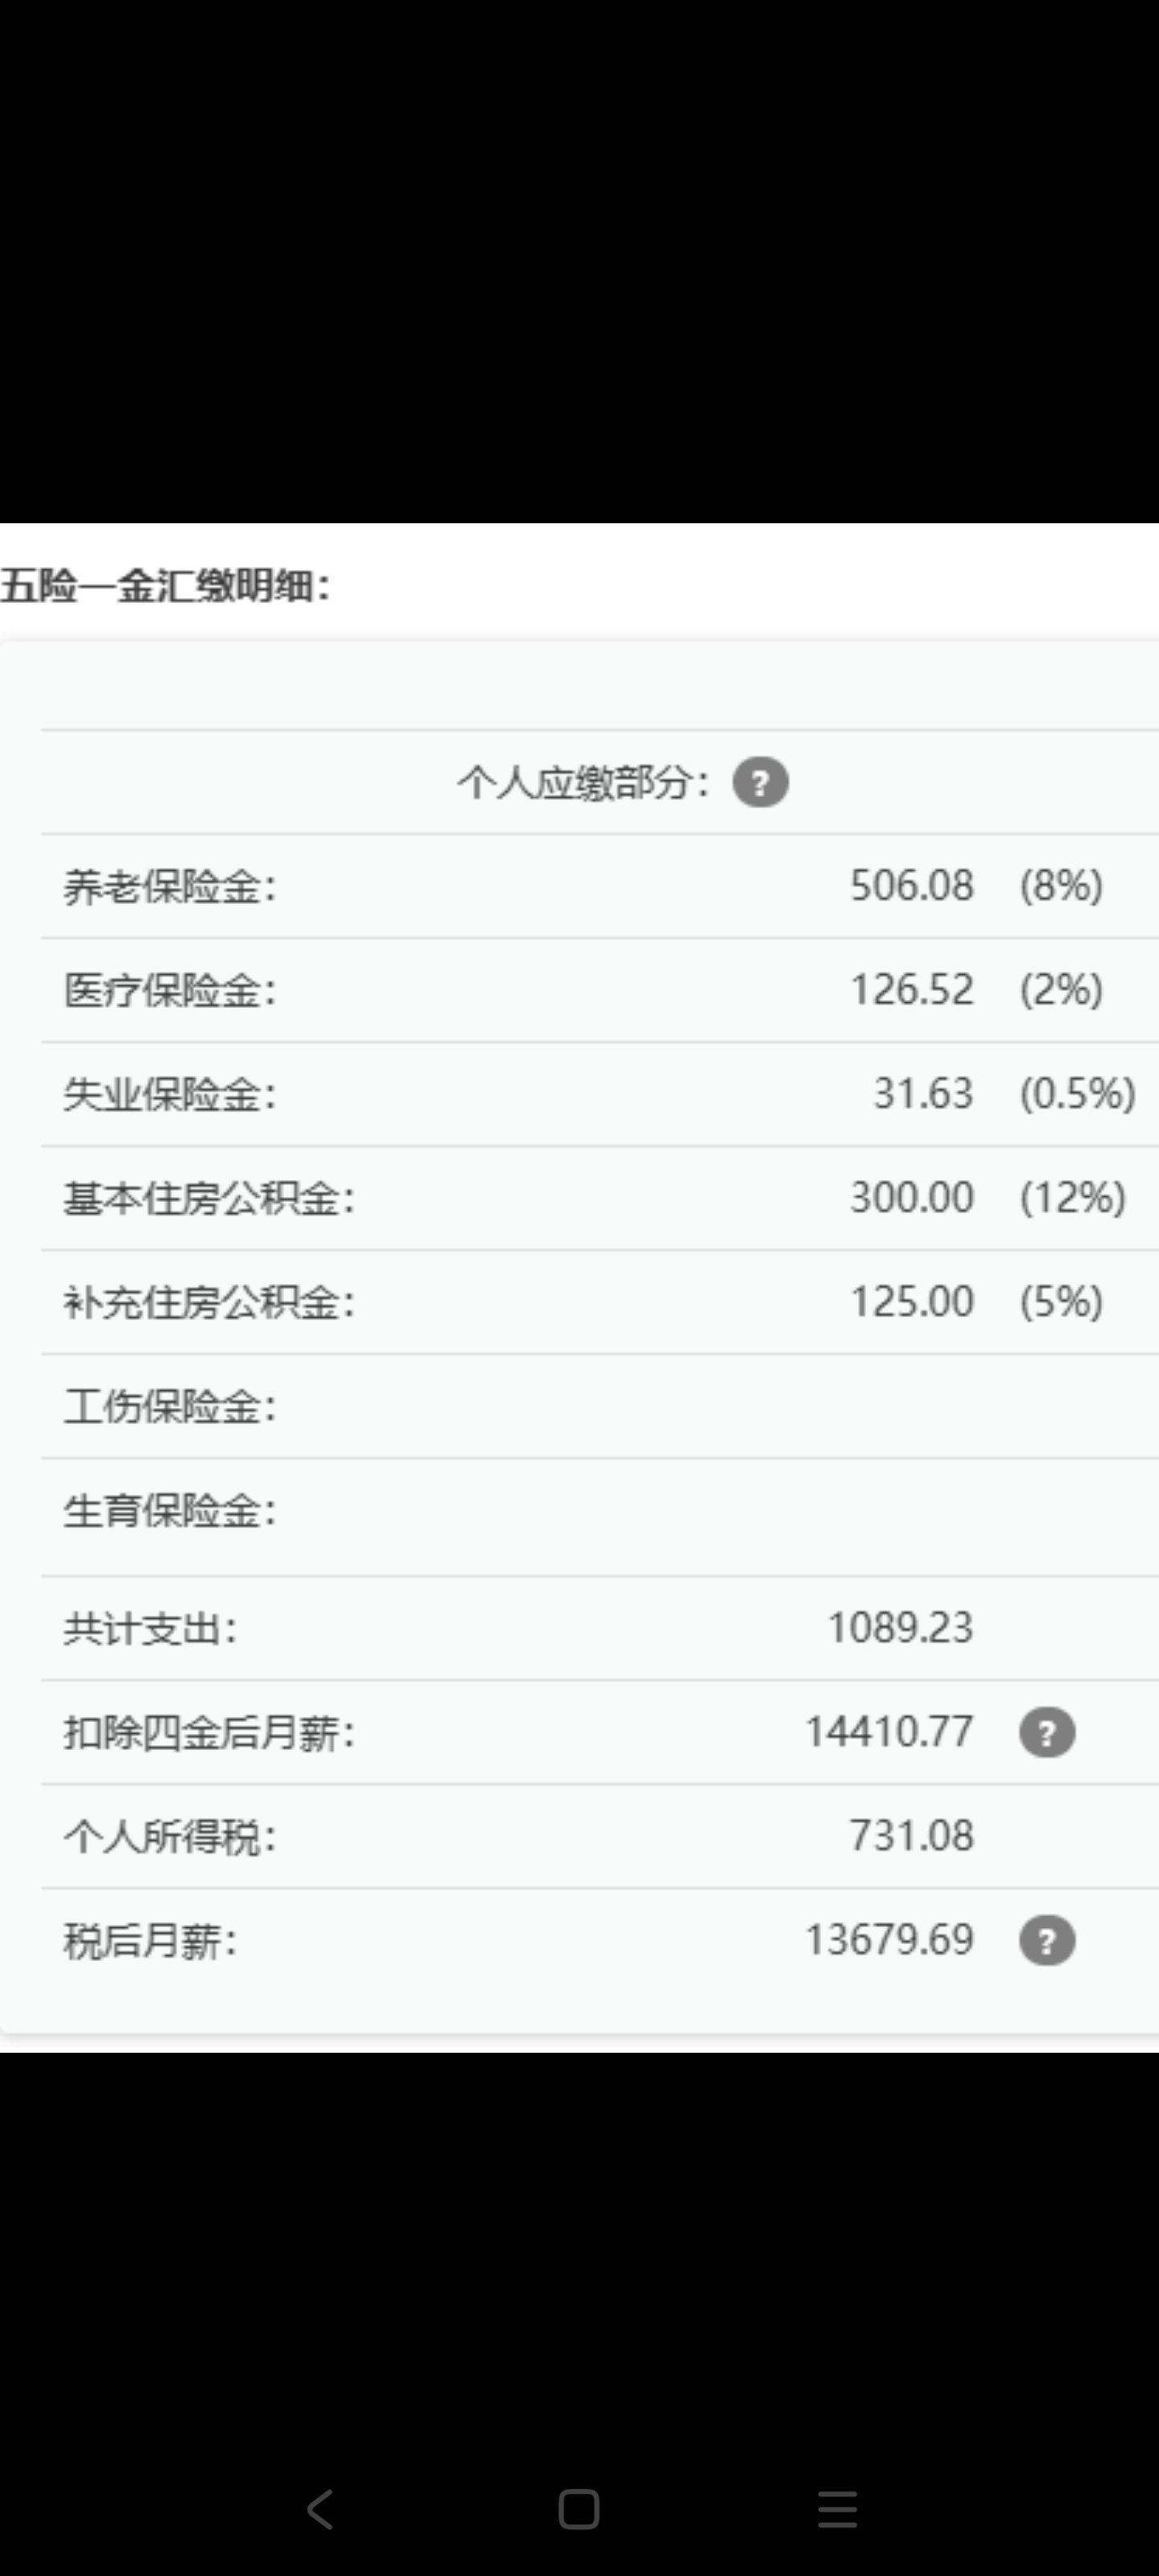 五险一金汇缴明细：
个人应缴部分： ?
养老保险金： 506.08 (8%)
医疗保险金： 126.52 (2%)
失业保险金： 31.63 (0.5%)
基本住房公积金： 300.00 (12%)
补充住房公积金： 125.00 (5%)
工伤保险金：
生育保险金：
共计支出： 1089.23
扣除四金后月薪： 14410.77 ?
个人所得税： 731.08
税后月薪： 13679.69 ?